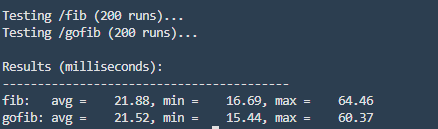 Testing /fib (200 runs)...
Testing /gofib (200 runs)...
Results (milliseconds):
-----------------------------------------
fib:   avg =    21.88, min =    16.69, max =    64.46
gofib: avg =    21.52, min =    15.44, max =    60.37